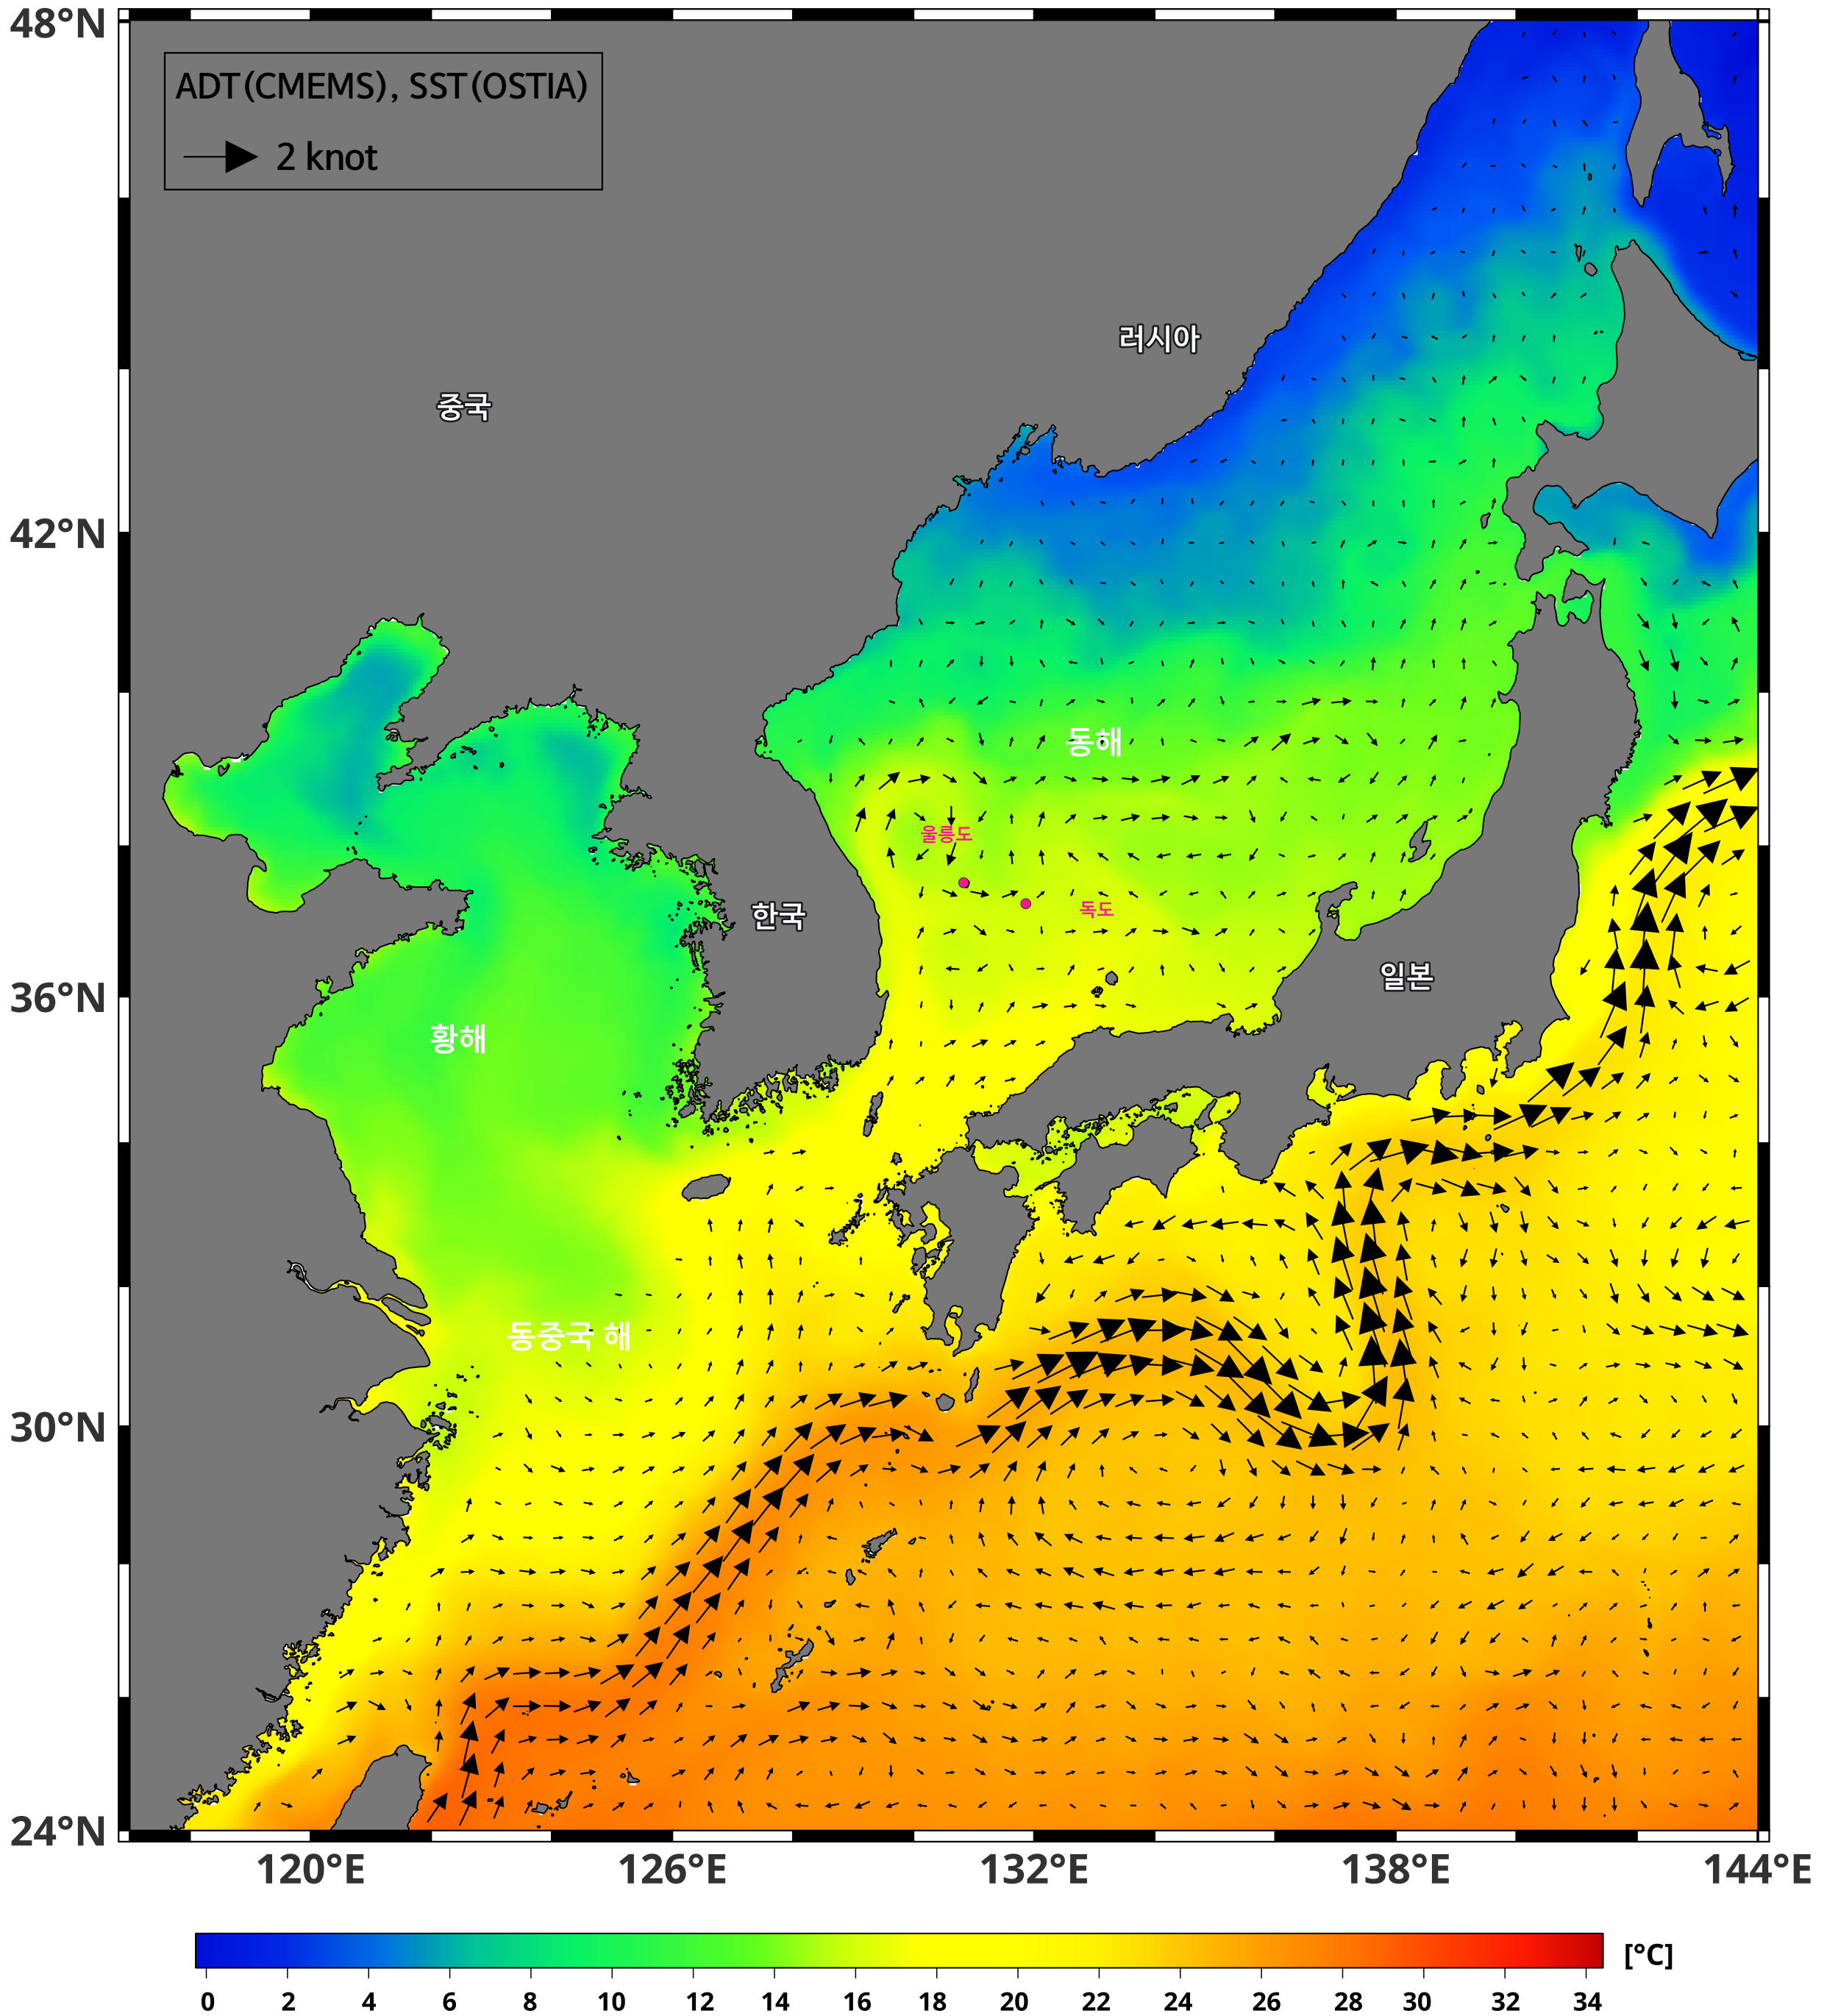 48°N
ADT(CMEMS), SST(OSTIA)
2 knot
러시아
중국
42°N
동해
울릉도
독도
한국
일본
36°N
황해
동중국 해
30°N
24°N
120°E 126°E 132°E 138°E 144°E
[°C]
0 2 4 6 8 10 12 14 16 18 20 22 24 26 28 30 32 34